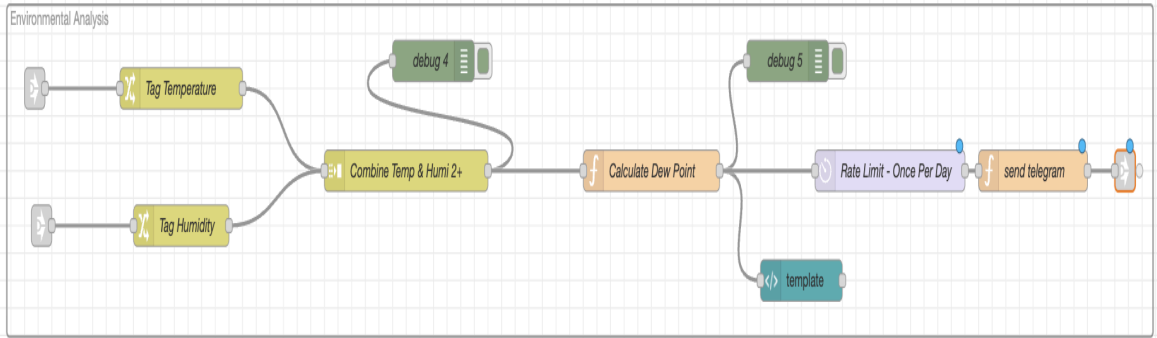 Environmental Analysis
debug 4
debug 5
Tag Temperature
Combine Temp & Humi 2+
Calculate Dew Point
Rate Limit - Once Per Day
send telegram
Tag Humidity
template